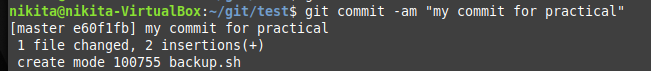 nikita@nikita-VirtualBox:~/git/test$ git commit -am "my commit for practical"
[master e60f1fb] my commit for practical
 1 file changed, 2 insertions(+)
 create mode 100755 backup.sh